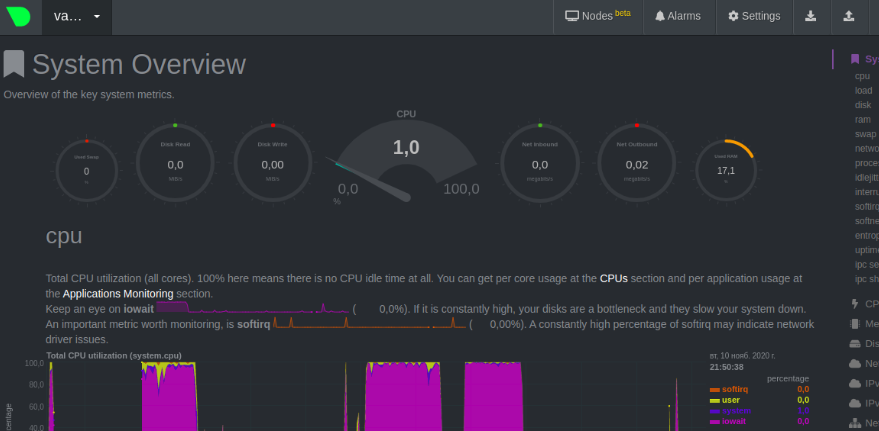 va...
Nodes beta
Alarms
Settings
System Overview
Overview of the key system metrics.
Used Swap
0
%
Disk Read
0,0
MiB/s
Disk Write
0,00
MiB/s
CPU
1,0
0,0
100,0
%
Net Inbound
0,0
megabits/s
Net Outbound
0,02
megabits/s
Used RAM
17,1
%
cpu
Total CPU utilization (all cores). 100% here means there is no CPU idle time at all. You can get per core usage at the CPUs section and per application usage at
the Applications Monitoring section.
Keep an eye on iowait ( 0,0%). If it is constantly high, your disks are a bottleneck and they slow your system down.
An important metric worth monitoring, is softirq ( 0,00%). A constantly high percentage of softirq may indicate network
driver issues.
Total CPU utilization (system.cpu)
вт, 10 нояб. 2020 г.
21:50:38
percentage
softirq 0,0
user 0,0
system 1,0
iowait 0,0
100,0
80,0
60,0
40,0
centage
Sys
cpu
load
disk
ram
swap
netwo
proce
idlejitt
interru
softirq
softne
entrop
uptime
ipc se
ipc sh
CP
Me
Dis
Ne
IPv
IPv
Ne